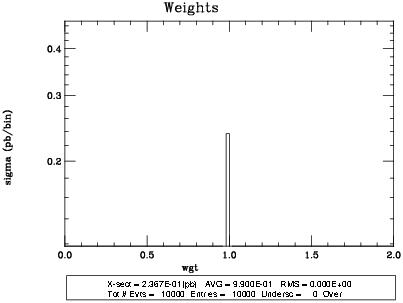 Weights
0.4
0.3
0.2
sigma (pb/bin)
0.0 0.5 1.0 1.5 2.0
wgt
X-sect = 2.367E-01(pb) AVG = 9.900E-01 RMS = 0.000E+00
Tot # Evts = 10000 Entries = 10000 Undersc = 0 Over